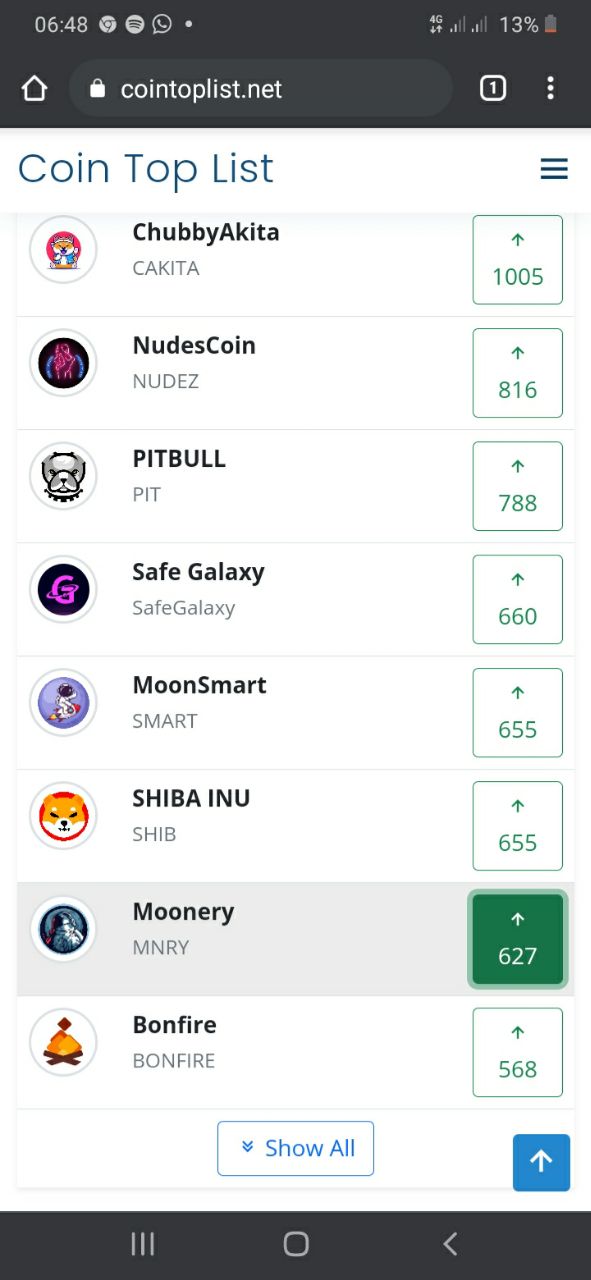 06:48 4G 13%
cointoplist.net 1
Coin Top List
ChubbyAkita
CAKITA
1005
NudesCoin
NUDEZ
816
PITBULL
PIT
788
Safe Galaxy
SafeGalaxy
660
MoonSmart
SMART
655
SHIBA INU
SHIB
655
Moonery
MNRY
627
Bonfire
BONFIRE
568
Show All